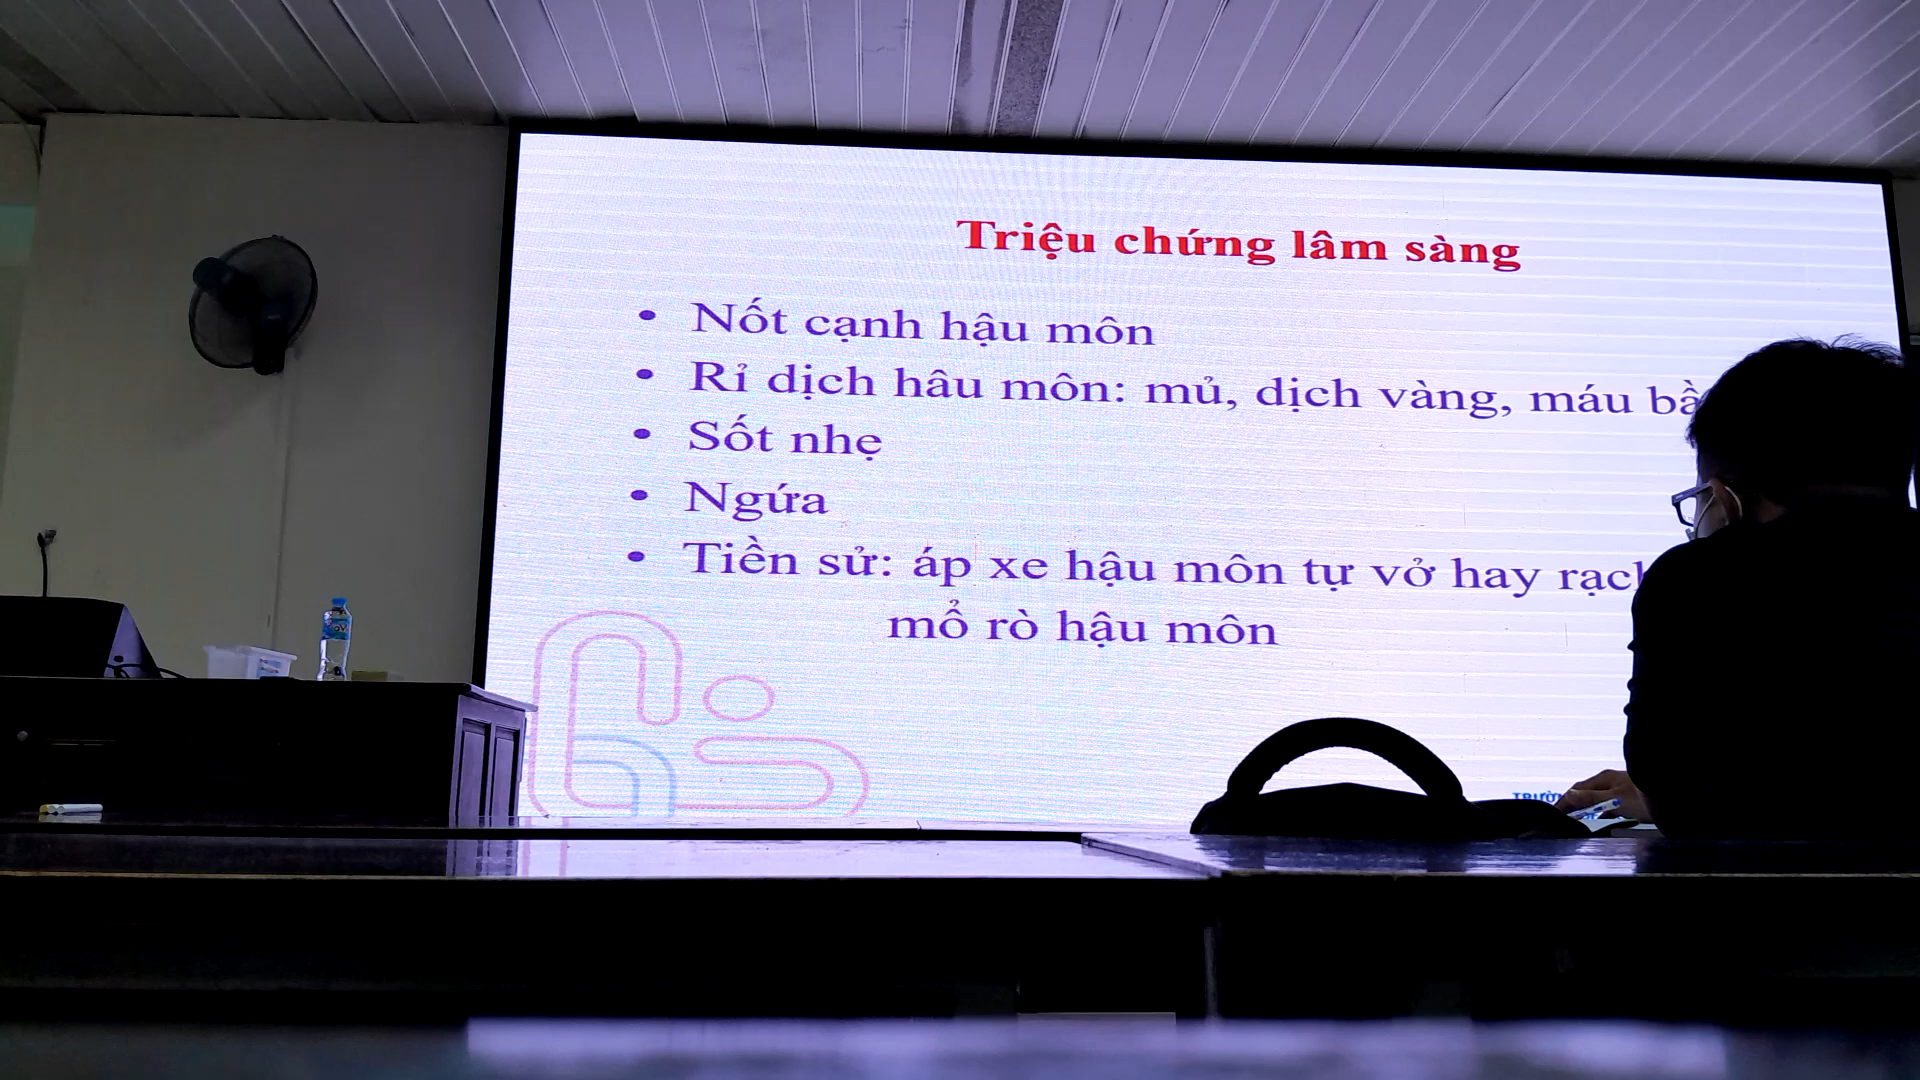 Triệu chứng lâm sàng
• Nốt cạnh hậu môn
• Rỉ dịch hâu môn: mủ, dịch vàng, máu
• Sốt nhẹ
• Ngứa
• Tiền sử: áp xe hậu môn tự vở hay
mổ rò hậu môn